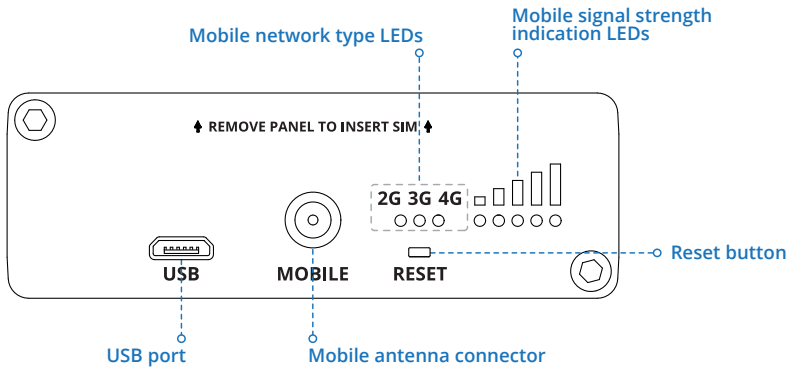 Mobile network type LEDs
Mobile signal strength
indication LEDs
REMOVE PANEL TO INSERT SIM
2G 3G 4G
Reset button
USB
MOBILE
RESET
USB port
Mobile antenna connector